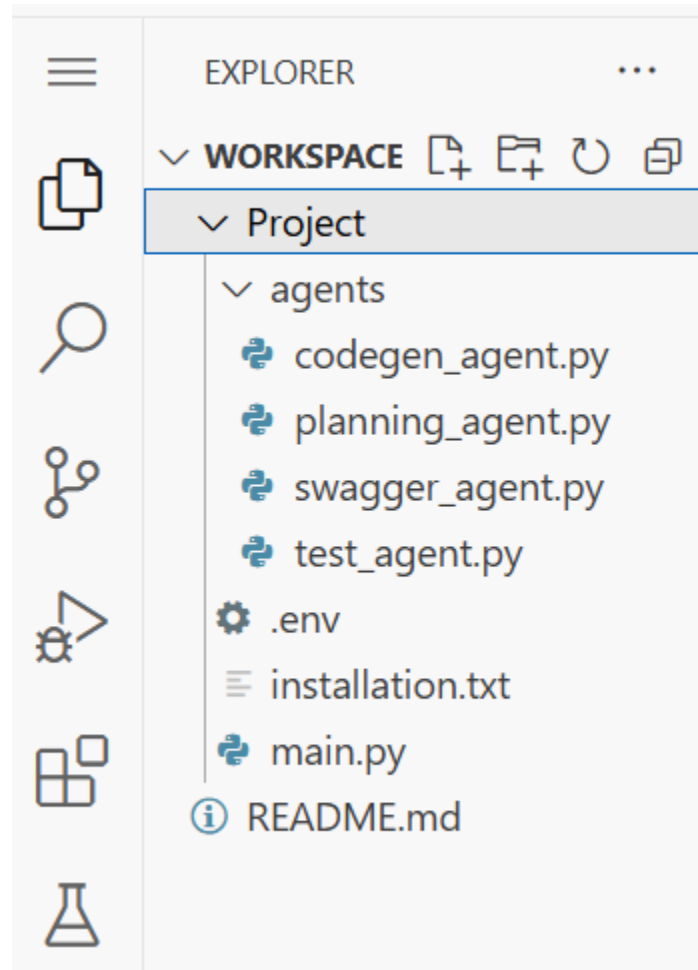 EXPLORER ...
WORKSPACE
Project
agents
codegen_agent.py
planning_agent.py
swagger_agent.py
test_agent.py
.env
installation.txt
main.py
README.md